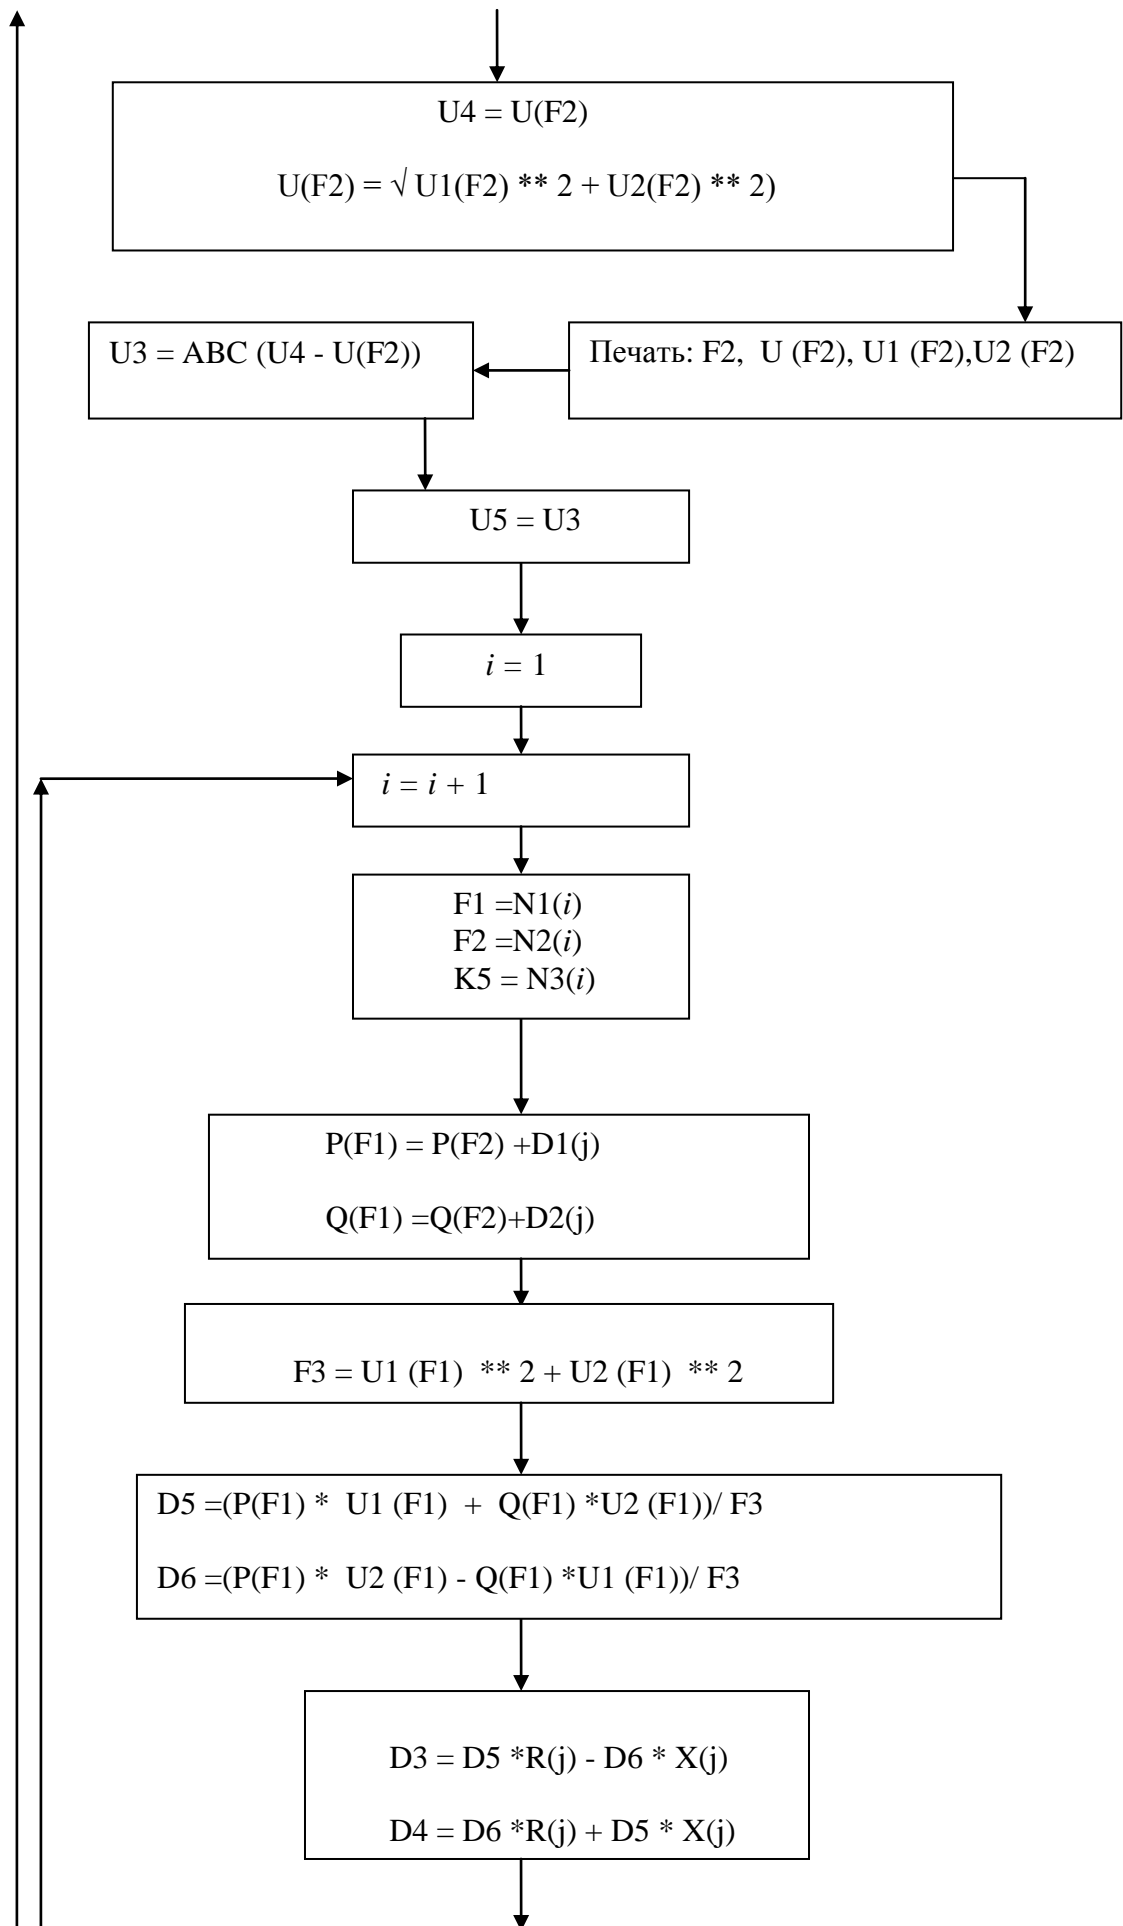 U4 = U(F2)
U(F2) = √ U1(F2) ** 2 + U2(F2) ** 2)
Печать: F2, U (F2), U1 (F2),U2 (F2)
U3 = ABC (U4 - U(F2))
U5 = U3
i = 1
i = i + 1
F1 =N1(i)
F2 =N2(i)
K5 = N3(i)
P(F1) = P(F2) +D1(j)
Q(F1) =Q(F2)+D2(j)
F3 = U1 (F1) ** 2 + U2 (F1) ** 2
D5 =(P(F1) * U1 (F1) + Q(F1) *U2 (F1))/ F3
D6 =(P(F1) * U2 (F1) - Q(F1) *U1 (F1))/ F3
D3 = D5 *R(j) - D6 * X(j)
D4 = D6 *R(j) + D5 * X(j)